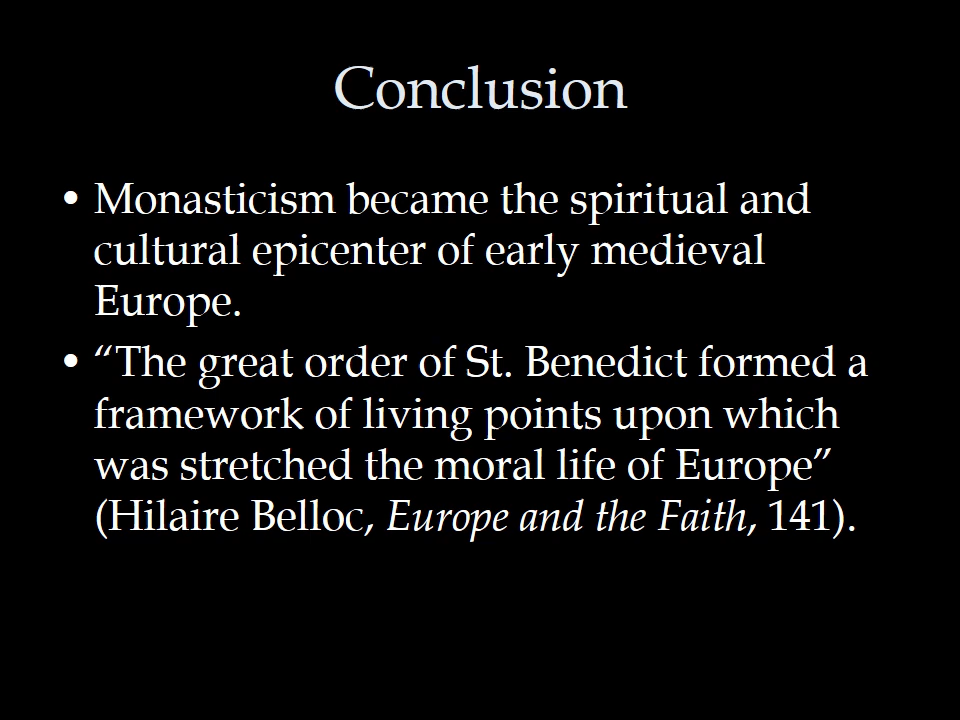 Conclusion
• Monasticism became the spiritual and
cultural epicenter of early medieval
Europe.
• “The great order of St. Benedict formed a
framework of living points upon which
was stretched the moral life of Europe”
(Hilaire Belloc, Europe and the Faith, 141).